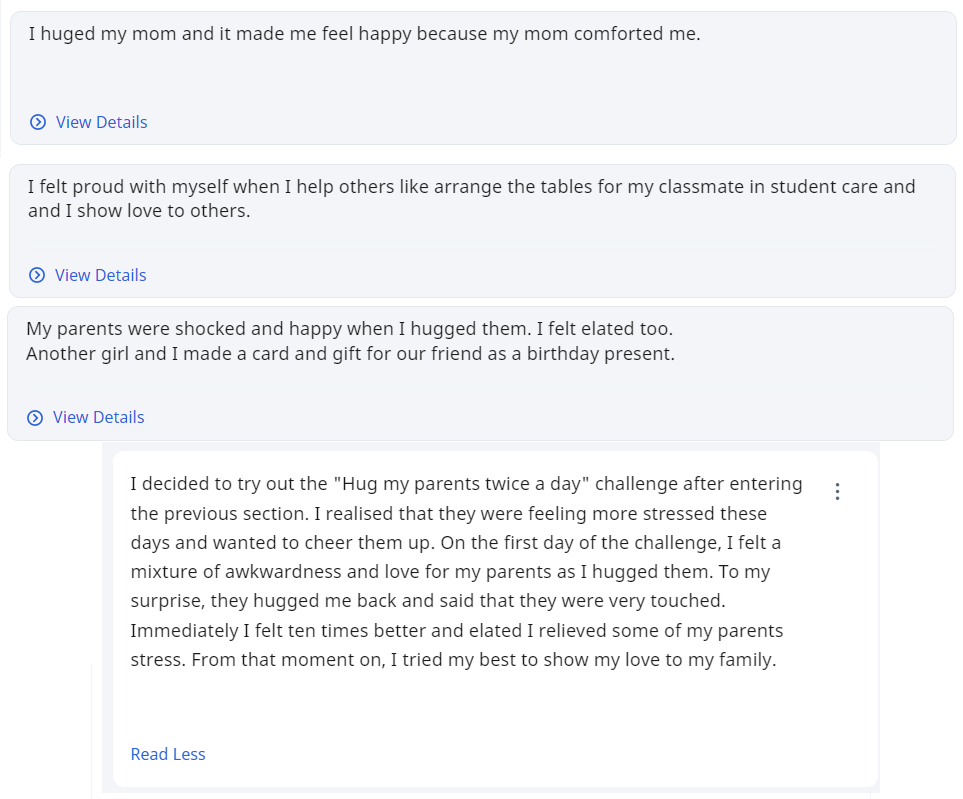 I huged my mom and it made me feel happy because my mom comforted me.
View Details
I felt proud with myself when I help others like arrange the tables for my classmate in student care and
and I show love to others.
View Details
My parents were shocked and happy when I hugged them. I felt elated too.
Another girl and I made a card and gift for our friend as a birthday present.
View Details
I decided to try out the "Hug my parents twice a day" challenge after entering
the previous section. I realised that they were feeling more stressed these
days and wanted to cheer them up. On the first day of the challenge, I felt a
mixture of awkwardness and love for my parents as I hugged them. To my
surprise, they hugged me back and said that they were very touched.
Immediately I felt ten times better and elated I relieved some of my parents
stress. From that moment on, I tried my best to show my love to my family.
Read Less